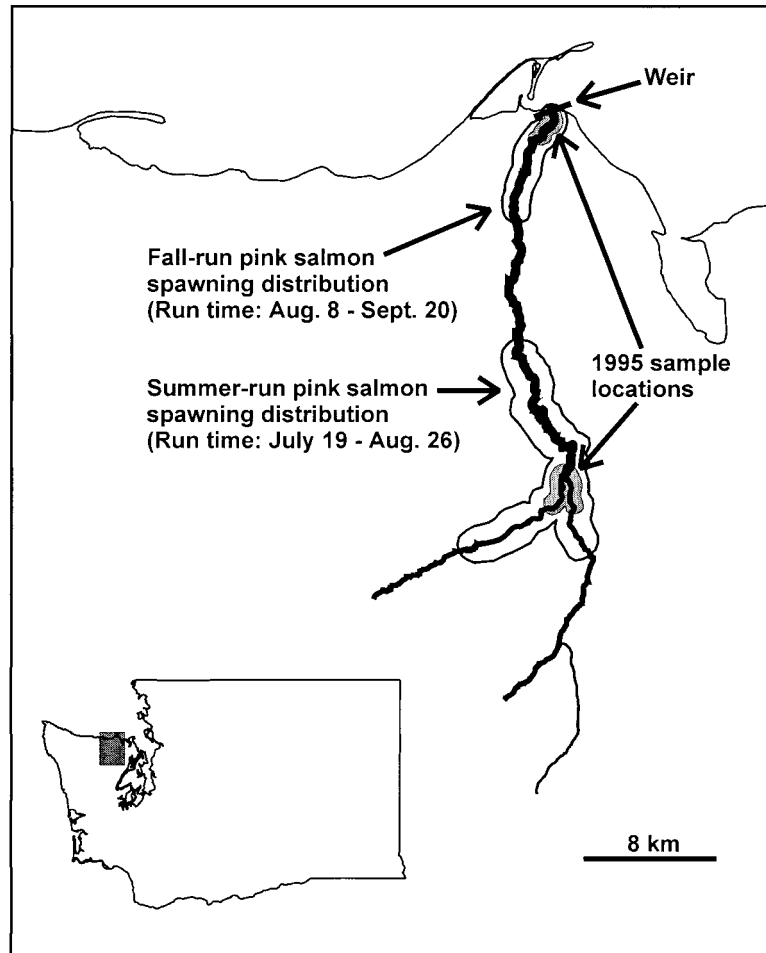 Weir
Fall-run pink salmon
spawning distribution
(Run time: Aug. 8 - Sept. 20)
1995 sample
locations
Summer-run pink salmon
spawning distribution
(Run time: July 19 - Aug. 26)
8 km